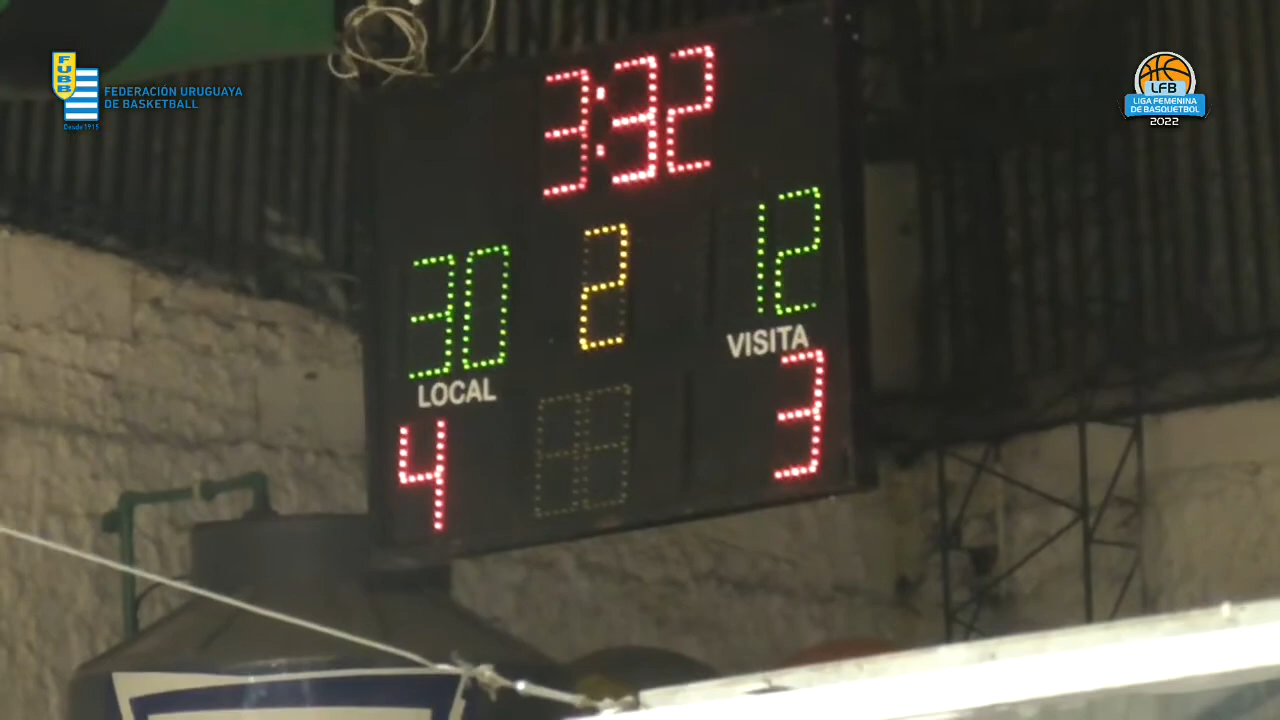 FUBB
FEDERACIÓN URUGUAYA
DE BASKETBALL
Desde 1915
LFB
LIGA FEMENINA
DE BASQUETBOL
2022
3:32
30 2 12
LOCAL VISITA
4 3